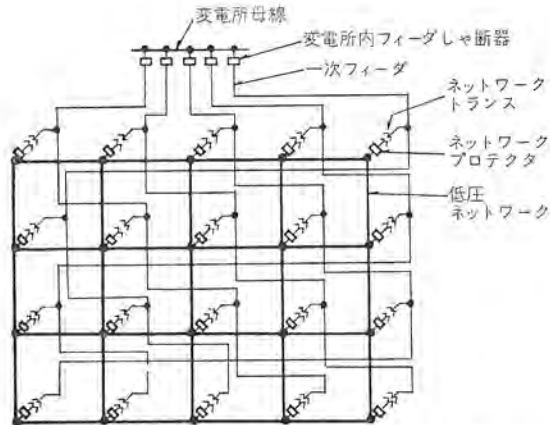 変電所母線
変電所内フィーダしゃ断器
一次フィーダ
ネットワーク
トランス
ネットワーク
プロテクタ
低圧
ネットワーク